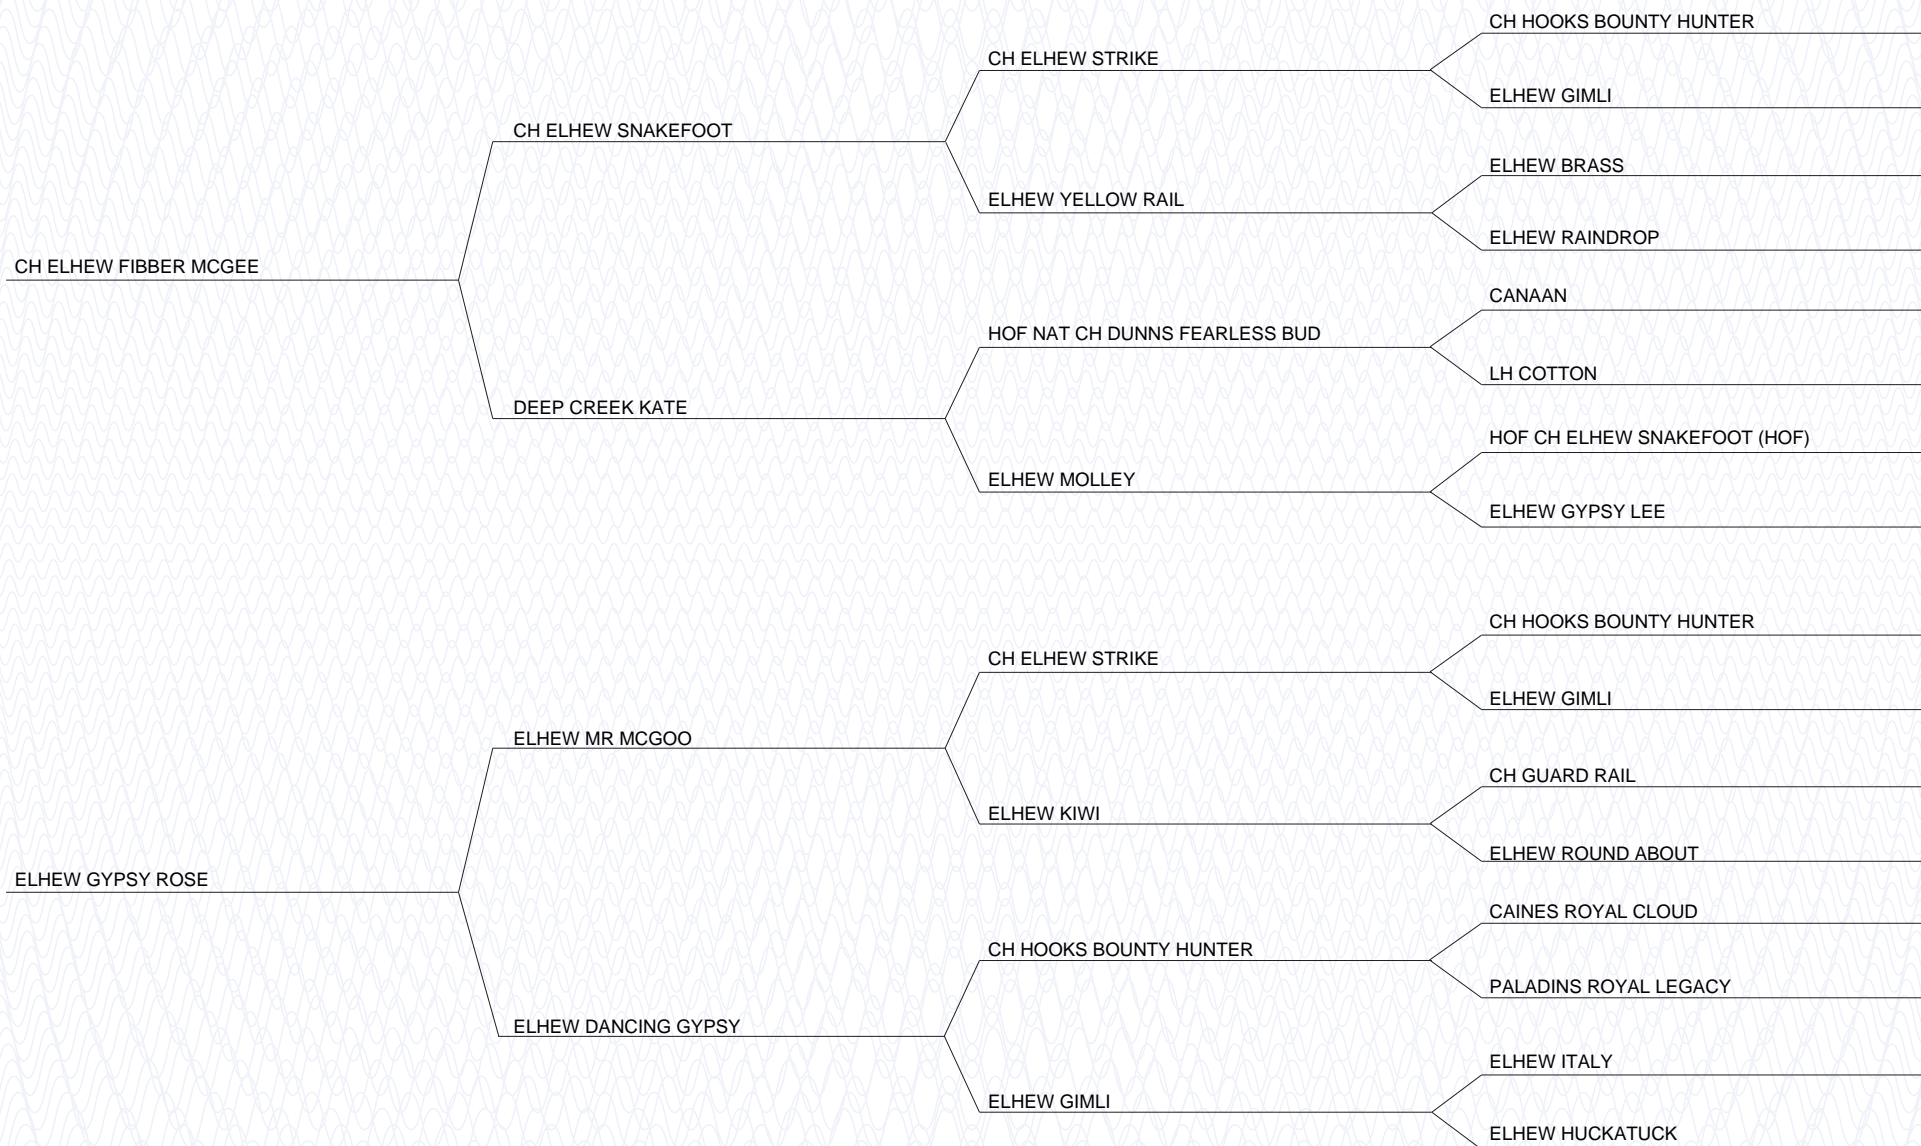 CH HOOKS BOUNTY HUNTER
CH ELHEW STRIKE
ELHEW GIMLI
CH ELHEW SNAKEFOOT
ELHEW BRASS
ELHEW YELLOW RAIL
ELHEW RAINDROP
CH ELHEW FIBBER MCGEE
CANAAN
HOF NAT CH DUNNS FEARLESS BUD
LH COTTON
DEEP CREEK KATE
HOF CH ELHEW SNAKEFOOT (HOF)
ELHEW MOLLEY
ELHEW GYPSY LEE
CH HOOKS BOUNTY HUNTER
CH ELHEW STRIKE
ELHEW GIMLI
ELHEW MR MCGOO
CH GUARD RAIL
ELHEW KIWI
ELHEW ROUND ABOUT
ELHEW GYPSY ROSE
CAINES ROYAL CLOUD
CH HOOKS BOUNTY HUNTER
PALADINS ROYAL LEGACY
ELHEW DANCING GYPSY
ELHEW ITALY
ELHEW GIMLI
ELHEW HUCKATUCK